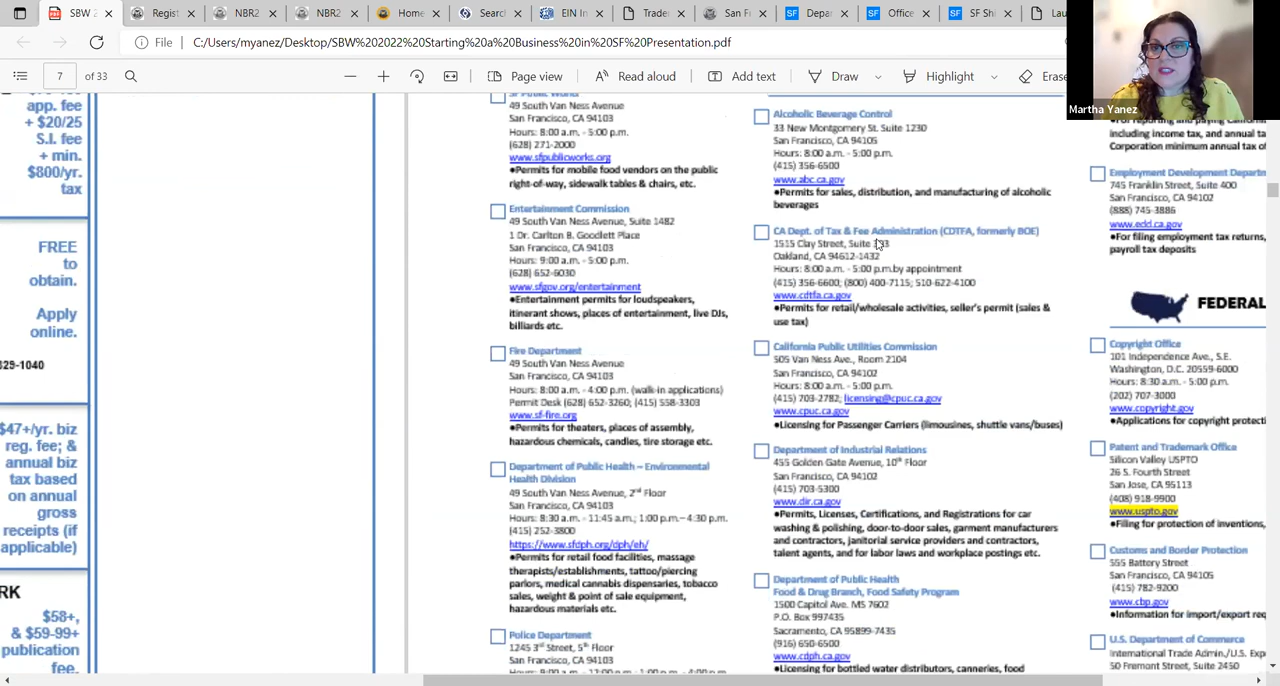 SBW 2
Regist
NBR2
NBR2
Home
Searc
EIN In
Trade
San F
Depa
Office
SF Sh
Lau
File
C:/Users/myanez/Desktop/SBW%202022%20Starting%20a%20Business%20in%20SF%20Presentation.pdf
7 of 33
Page view
Read aloud
Add text
Draw
Highlight
Erase
Martha Yanez
app. fee
+ $20/25
S.I. fee
+ min.
$800/yr.
tax
FREE
to
obtain.
Apply
online.
329-1040
$47+/yr. biz
reg. fee; &
annual biz
tax based
on annual
gross
receipts (if
applicable)
RK
$58+,
& $59-99+
publication
fee.
SF Public Works
49 South Van Ness Avenue
San Francisco, CA 94103
Hours: 8:00 a.m. - 5:00 p.m.
(628) 271-2000
www.sfpublicworks.org
●Permits for mobile food vendors on the public
right-of-way, sidewalk tables & chairs, etc.
Entertainment Commission
49 South Van Ness Avenue, Suite 1482
1 Dr. Carlton B. Goodlett Place
San Francisco, CA 94103
Hours: 9:00 a.m. - 5:00 p.m.
(628) 652-6030
www.sfgov.org/entertainment
●Entertainment permits for loudspeakers,
itinerant shows, places of entertainment, live DJs,
billiards etc.
Fire Department
49 South Van Ness Avenue
San Francisco, CA 94103
Hours: 8:00 a.m. - 4:00 p.m. (walk-in applications)
Permit Desk (628) 652-3260; (415) 558-3303
www.sf-fire.org
●Permits for theaters, places of assembly,
hazardous chemicals, candles, tire storage etc.
Department of Public Health – Environmental
Health Division
49 South Van Ness Avenue, 2nd Floor
San Francisco, CA 94103
Hours: 8:30 a.m. - 11:45 a.m.; 1:00 p.m.– 4:30 p.m.
(415) 252-3800
https://www.sfdph.org/dph/eh/
●Permits for retail food facilities, massage
therapists/establishments, tattoo/piercing
parlors, medical cannabis dispensaries, tobacco
sales, weight & point of sale equipment,
hazardous materials etc.
Police Department
1245 3rd Street, 5th Floor
San Francisco, CA 94103
Alcoholic Beverage Control
33 New Montgomery St. Suite 1230
San Francisco, CA 94105
Hours: 8:00 a.m. - 5:00 p.m.
(415) 356-6500
www.abc.ca.gov
●Permits for sales, distribution, and manufacturing of alcoholic
beverages
CA Dept. of Tax & Fee Administration (CDTFA, formerly BOE)
1515 Clay Street, Suite
Oakland, CA 94612-1432
Hours: 8:00 a.m. - 5:00 p.m.by appointment
(415) 356-6600; (800) 400-7115; 510-622-4100
www.cdtfa.ca.gov
●Permits for retail/wholesale activities, seller's permit (sales &
use tax)
California Public Utilities Commission
505 Van Ness Ave., Room 2104
San Francisco, CA 94102
Hours: 8:00 a.m. - 5:00 p.m.
(415) 703-2782; licensing@cpuc.ca.gov
www.cpuc.ca.gov
●Licensing for Passenger Carriers (limousines, shuttle vans/buses)
Department of Industrial Relations
455 Golden Gate Avenue, 10th Floor
San Francisco, CA 94102
(415) 703-5300
www.dir.ca.gov
●Permits, Licenses, Certifications, and Registrations for car
washing & polishing, door-to-door sales, garment manufacturers
and contractors, janitorial service providers and contractors,
talent agents, and for labor laws and workplace postings etc.
Department of Public Health
Food & Drug Branch, Food Safety Program
1500 Capitol Ave. MS 7602
P.O. Box 997435
Sacramento, CA 95899-7435
(916) 650-6500
www.cdph.ca.gov
●Licensing for bottled water distributors, canneries, food
including income tax, and annual ta
Corporation minimum annual tax of
Employment Development Departm
745 Franklin Street, Suite 400
San Francisco, CA 94102
(888) 745-3886
www.edd.ca.gov
●For filing employment tax returns,
payroll tax deposits
FEDERAL
Copyright Office
101 Independence Ave., S.E.
Washington, D.C. 20559-6000
Hours: 8:30 a.m. - 5:00 p.m.
(202) 707-3000
www.copyright.gov
●Applications for copyright protecti
Patent and Trademark Office
Silicon Valley USPTO
26 S. Fourth Street
San Jose, CA 95113
(408) 918-9900
www.uspto.gov
●Filing for protection of inventions,
Customs and Border Protection
555 Battery Street
San Francisco, CA 94105
(415) 782-9200
www.cbp.gov
●Information for import/export req
U.S. Department of Commerce
International Trade Admin./U.S. Exp
50 Fremont Street, Suite 2450